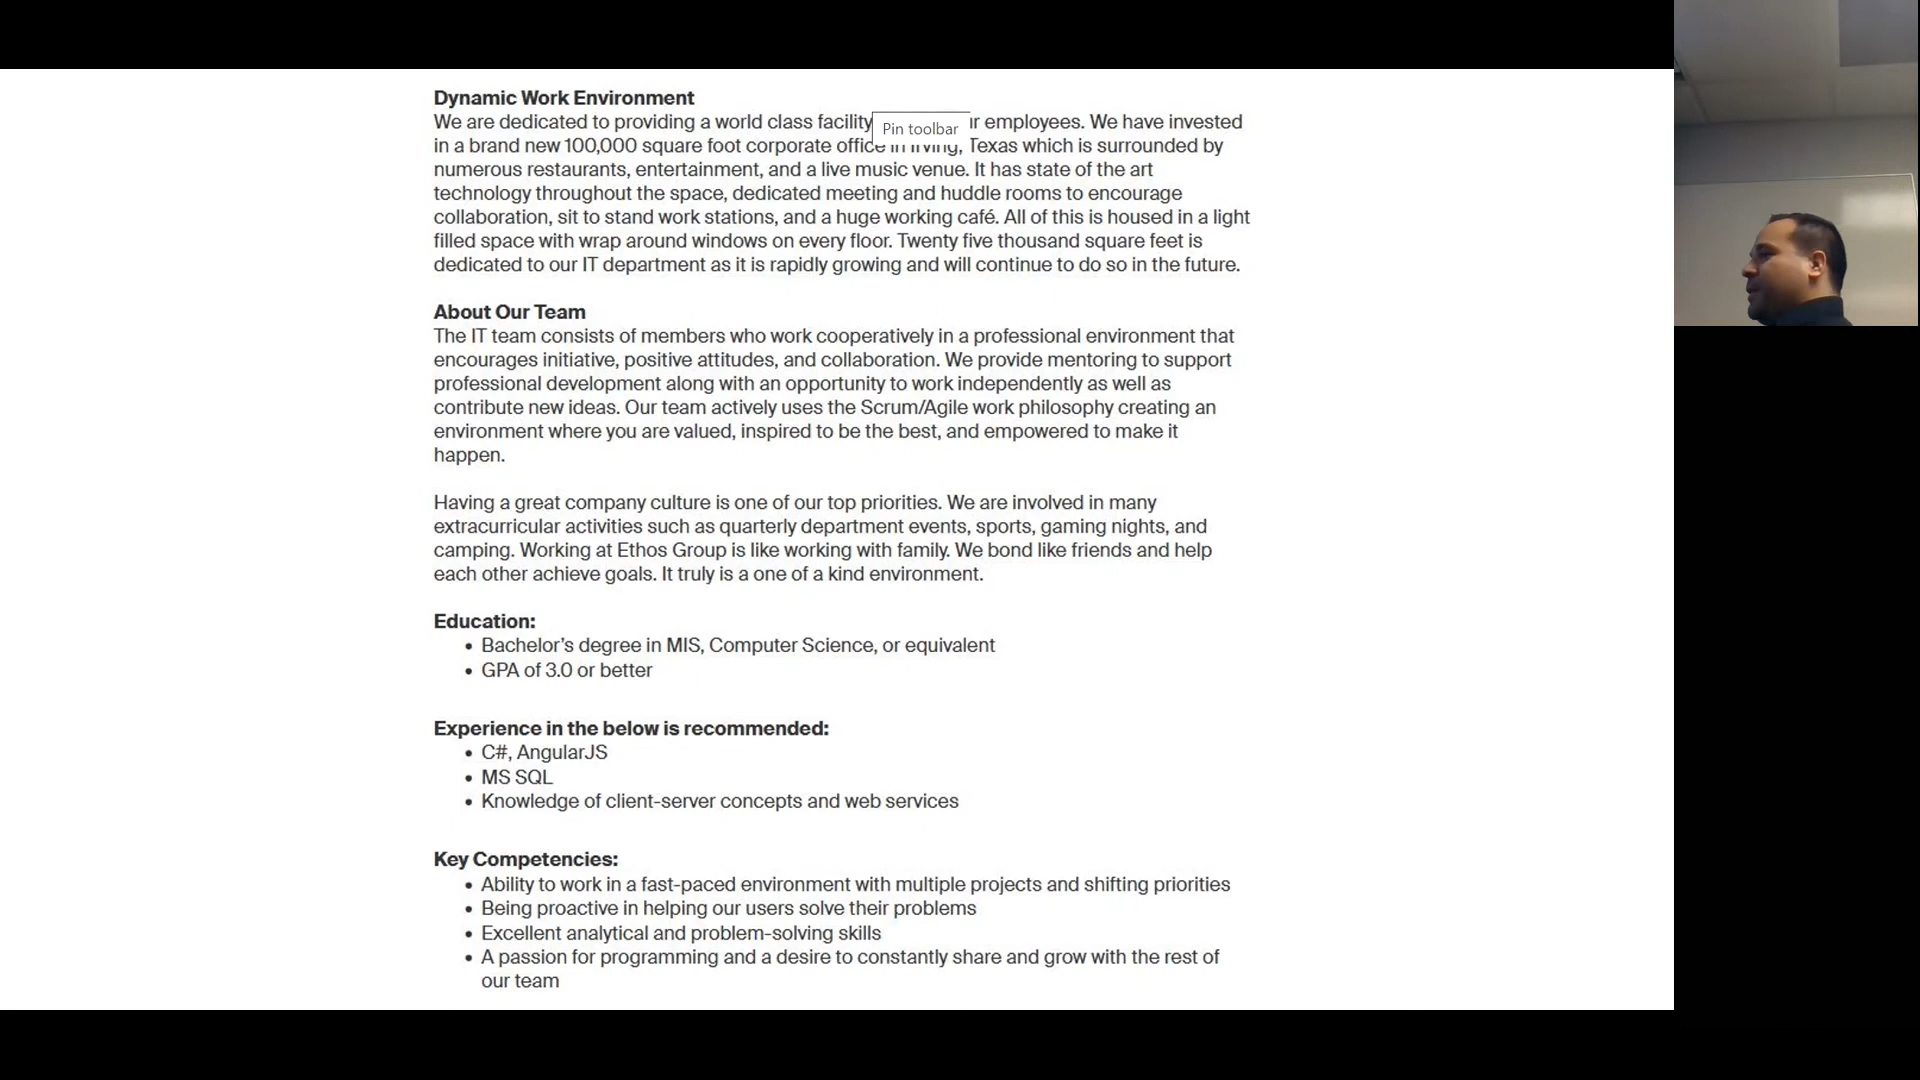 Dynamic Work Environment
We are dedicated to providing a world class facility employees. We have invested
Pin toolbar
in a brand new 100,000 square foot corporate office in Irving, Texas which is surrounded by
numerous restaurants, entertainment, and a live music venue. It has state of the art
technology throughout the space, dedicated meeting and huddle rooms to encourage
collaboration, sit to stand work stations, and a huge working café. All of this is housed in a light
filled space with wrap around windows on every floor. Twenty five thousand square feet is
dedicated to our IT department as it is rapidly growing and will continue to do so in the future.
About Our Team
The IT team consists of members who work cooperatively in a professional environment that
encourages initiative, positive attitudes, and collaboration. We provide mentoring to support
professional development along with an opportunity to work independently as well as
contribute new ideas. Our team actively uses the Scrum/Agile work philosophy creating an
environment where you are valued, inspired to be the best, and empowered to make it
happen.
Having a great company culture is one of our top priorities. We are involved in many
extracurricular activities such as quarterly department events, sports, gaming nights, and
camping. Working at Ethos Group is like working with family. We bond like friends and help
each other achieve goals. It truly is a one of a kind environment.
Education:
• Bachelor’s degree in MIS, Computer Science, or equivalent
• GPA of 3.0 or better
Experience in the below is recommended:
• C#, AngularJS
• MS SQL
• Knowledge of client-server concepts and web services
Key Competencies:
• Ability to work in a fast-paced environment with multiple projects and shifting priorities
• Being proactive in helping our users solve their problems
• Excellent analytical and problem-solving skills
• A passion for programming and a desire to constantly share and grow with the rest of
our team